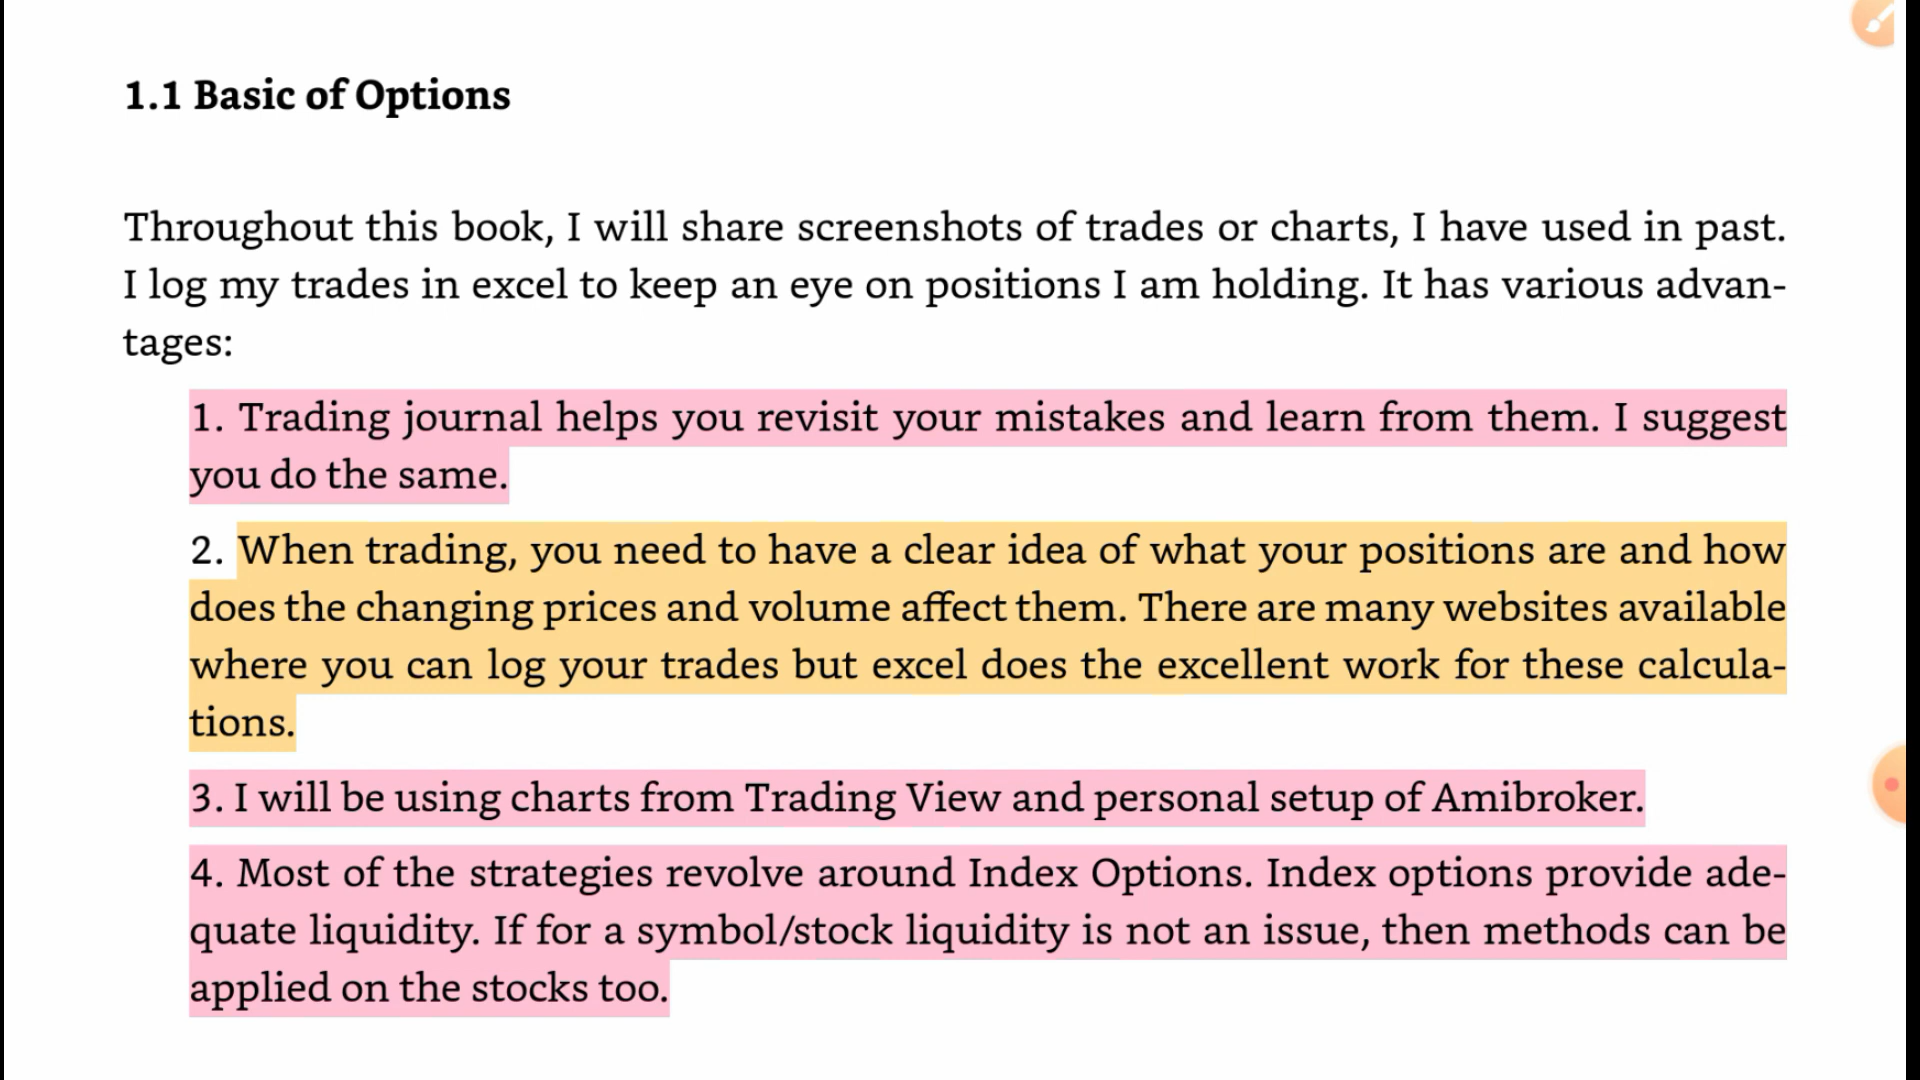 1.1 Basic of Options
Throughout this book, I will share screenshots of trades or charts, I have used in past.
I log my trades in excel to keep an eye on positions I am holding. It has various advan-
tages:
1. Trading journal helps you revisit your mistakes and learn from them. I suggest
you do the same.
2. When trading, you need to have a clear idea of what your positions are and how
does the changing prices and volume affect them. There are many websites available
where you can log your trades but excel does the excellent work for these calcula-
tions.
3. I will be using charts from Trading View and personal setup of Amibroker.
4. Most of the strategies revolve around Index Options. Index options provide ade-
quate liquidity. If for a symbol/stock liquidity is not an issue, then methods can be
applied on the stocks too.